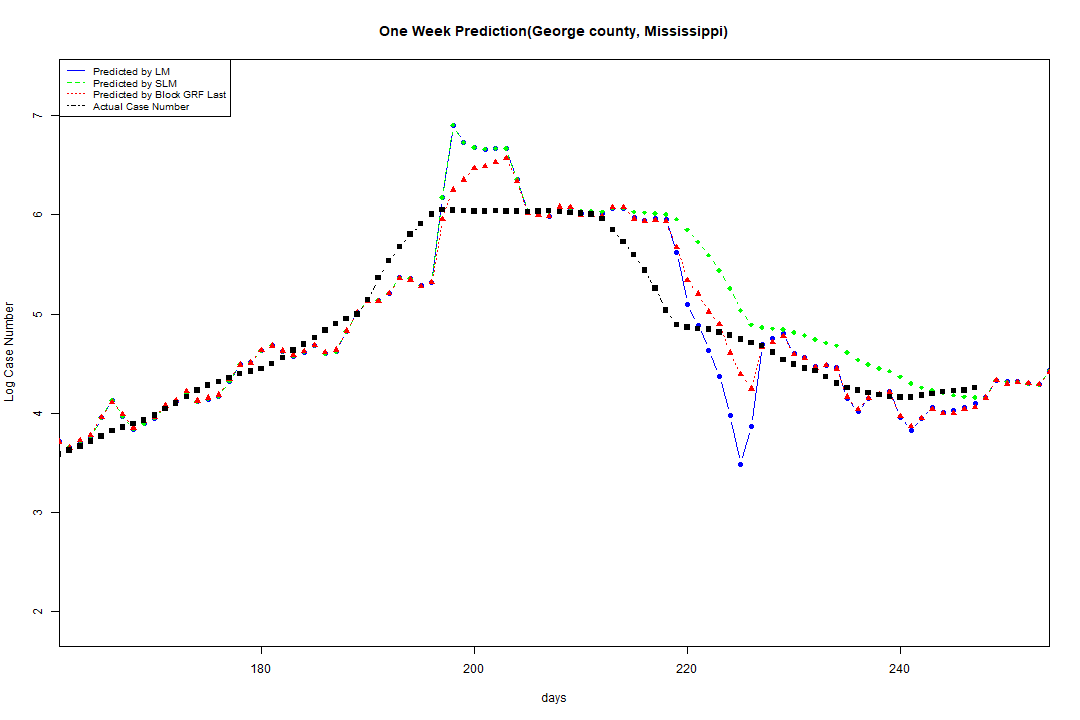 One Week Prediction(George county, Mississippi)
Predicted by LM
Predicted by SLM
Predicted by Block GRF Last
Actual Case Number
7
6
5
4
3
2
Log Case Number
180 200 220 240
days